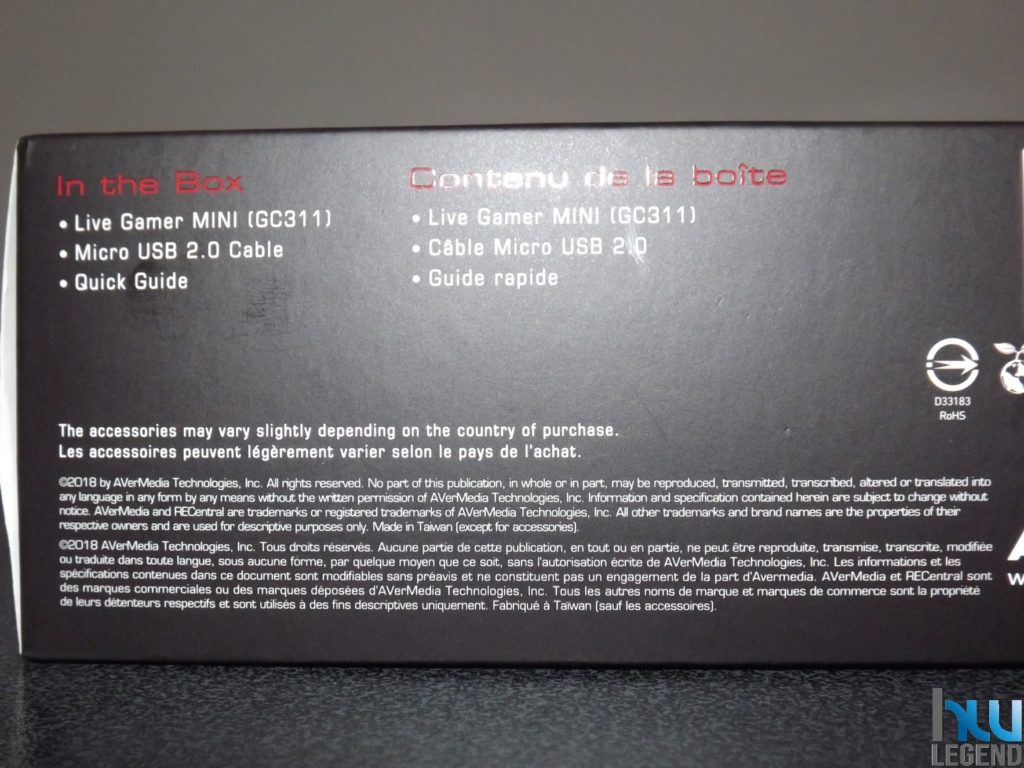 In the Box
• Live Gamer MINI (GC311)
• Micro USB 2.0 Cable
• Quick Guide
Contenu de la boîte
• Live Gamer MINI (GC311)
• Câble Micro USB 2.0
• Guide rapide
D33183
RoHS
The accessories may vary slightly depending on the country of purchase.
Les accessoires peuvent légèrement varier selon le pays de l'achat.
©2018 by AVerMedia Technologies, Inc. All rights reserved. No part of this publication, in whole or in part, may be reproduced, transmitted, transcribed, altered or translated into
any language in any form by any means without the written permission of AVerMedia Technologies, Inc. Information and specification contained herein are subject to change without
notice. AVerMedia and RECentral are trademarks or registered trademarks of AVerMedia Technologies, Inc. All other trademarks and brand names are the properties of their
respective owners and are used for descriptive purposes only. Made in Taiwan (except for accessories).
©2018 AVerMedia Technologies, Inc. Tous droits réservés. Aucune partie de cette publication, en tout ou en partie, ne peut être reproduite, transmise, transcrite, modifiée
ou traduite dans toute langue, sous aucune forme, par quelque moyen que ce soit, sans l'autorisation écrite de AVerMedia Technologies, Inc. Les informations et les
spécifications contenues dans ce document sont modifiables sans préavis et ne constituent pas un engagement de la part d'Avermedia. AVerMedia et RECentral sont
des marques commerciales ou des marques déposées d'AVerMedia Technologies, Inc. Tous les autres noms de marque et marques de commerce sont la propriété
de leurs détenteurs respectifs et sont utilisés à des fins descriptives uniquement. Fabriqué à Taïwan (sauf les accessoires).
LEGEND